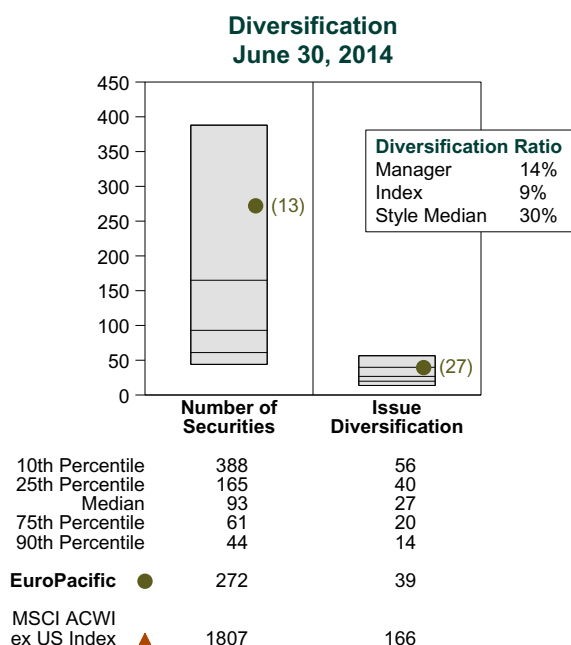 Diversification
June 30, 2014
450
400
350
300
250
200
150
100
50
0
(13)
(27)
Diversification Ratio
Manager 14%
Index 9%
Style Median 30%
Number of Securities
Issue Diversification
10th Percentile 388 56
25th Percentile 165 40
Median 93 27
75th Percentile 61 20
90th Percentile 44 14
EuroPacific 272 39
MSCI ACWI
ex US Index 1807 166